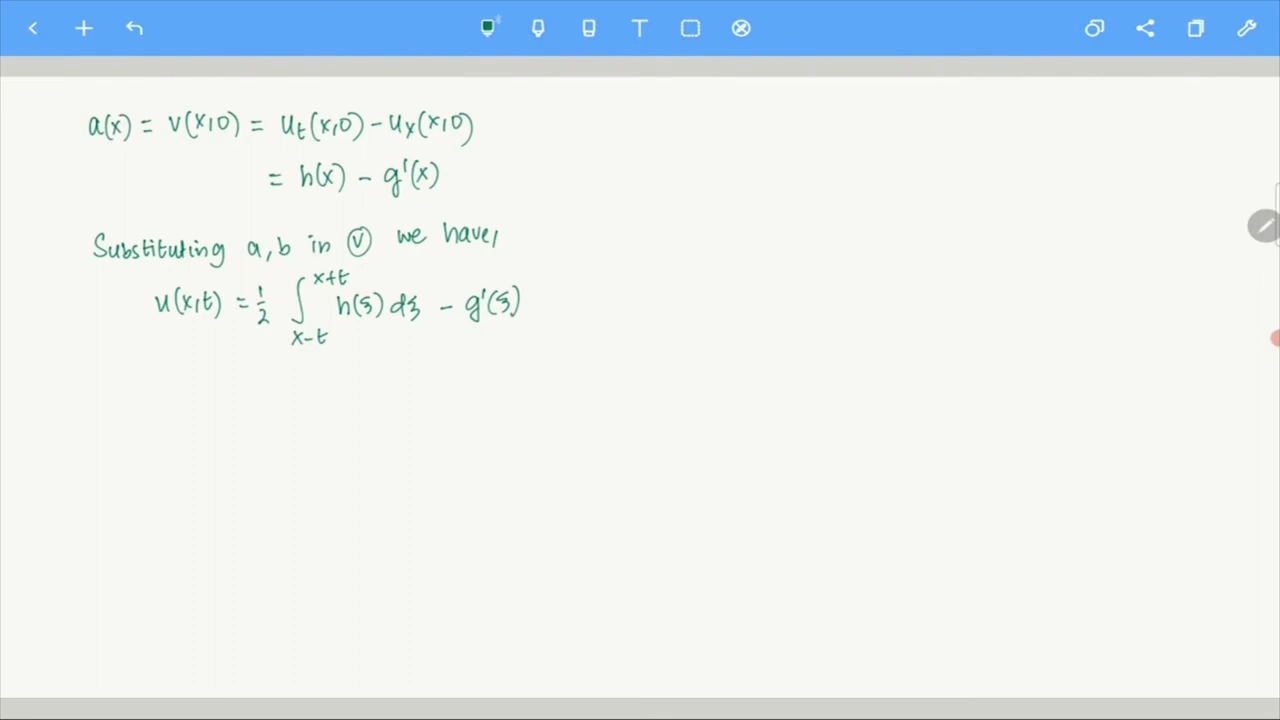 a(x) = v(x,0) = u_t(x,0) - u_x(x,0)
= h(x) - g'(x)
Substituting a,b in Ⓥ we have,
u(x,t) = 1/2 ∫_{x-t}^{x+t} h(ξ) dξ - g'(ξ)